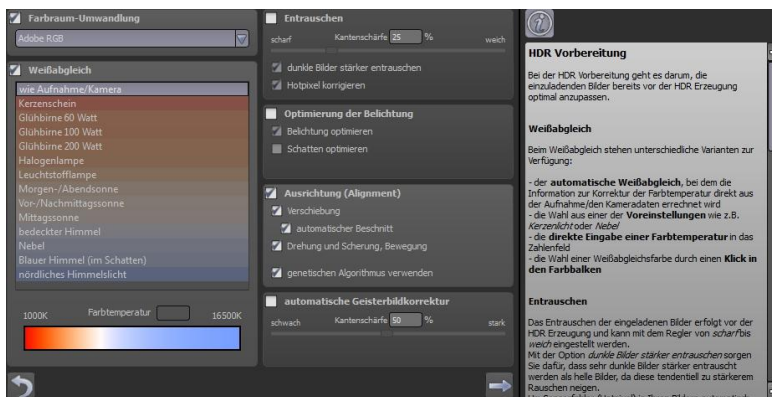 Farbraum-Umwandlung
Adobe RGB
Weißabgleich
wie Aufnahme/Kamera
Kerzenschein
Glühbirne 60 Watt
Glühbirne 100 Watt
Glühbirne 200 Watt
Halogenlampe
Leuchtstofflampe
Morgen-/Abendsonne
Vor-/Nachmittagssonne
Mittagssonne
bedeckter Himmel
Nebel
Blauer Himmel (im Schatten)
nördliches Himmelslicht
1000K Farbtemperatur 16500K
Entrauschen
scharf Kantenschärfe 25 % weich
dunkle Bilder stärker entrauschen
Hotpixel korrigieren
Optimierung der Belichtung
Belichtung optimieren
Schatten optimieren
Ausrichtung (Alignment)
Verschiebung
automatischer Beschnitt
Drehung und Scherung, Bewegung
genetischen Algorithmus verwenden
automatische Geisterbildkorrektur
schwach Kantenschärfe 50 % stark
HDR Vorbereitung
Bei der HDR Vorbereitung geht es darum, die
einzuladenden Bilder bereits vor der HDR Erzeugung
optimal anzupassen.
Weißabgleich
Beim Weißabgleich stehen unterschiedliche Varianten zur
Verfügung:
- der automatische Weißabgleich, bei dem die
Information zur Korrektur der Farbtemperatur direkt aus
der Aufnahme/den Kameradaten errechnet wird
- die Wahl aus einer der Voreinstellungen wie z.B.
Kerzenlicht oder Nebel
- die direkte Eingabe einer Farbtemperatur in das
Zahlenfeld
- die Wahl einer Weißabgleichsfarbe durch einen Klick in
den Farbbalken
Entrauschen
Das Entrauschen der eingeladenen Bilder erfolgt vor der
HDR Erzeugung und kann mit dem Regler von scharf bis
weich eingestellt werden.
Mit der Option dunkle Bilder stärker entrauschen sorgen
Sie dafür, dass sehr dunkle Bilder stärker entrauscht
werden als helle Bilder, da diese tendentiell zu stärkerem
Rauschen neigen.